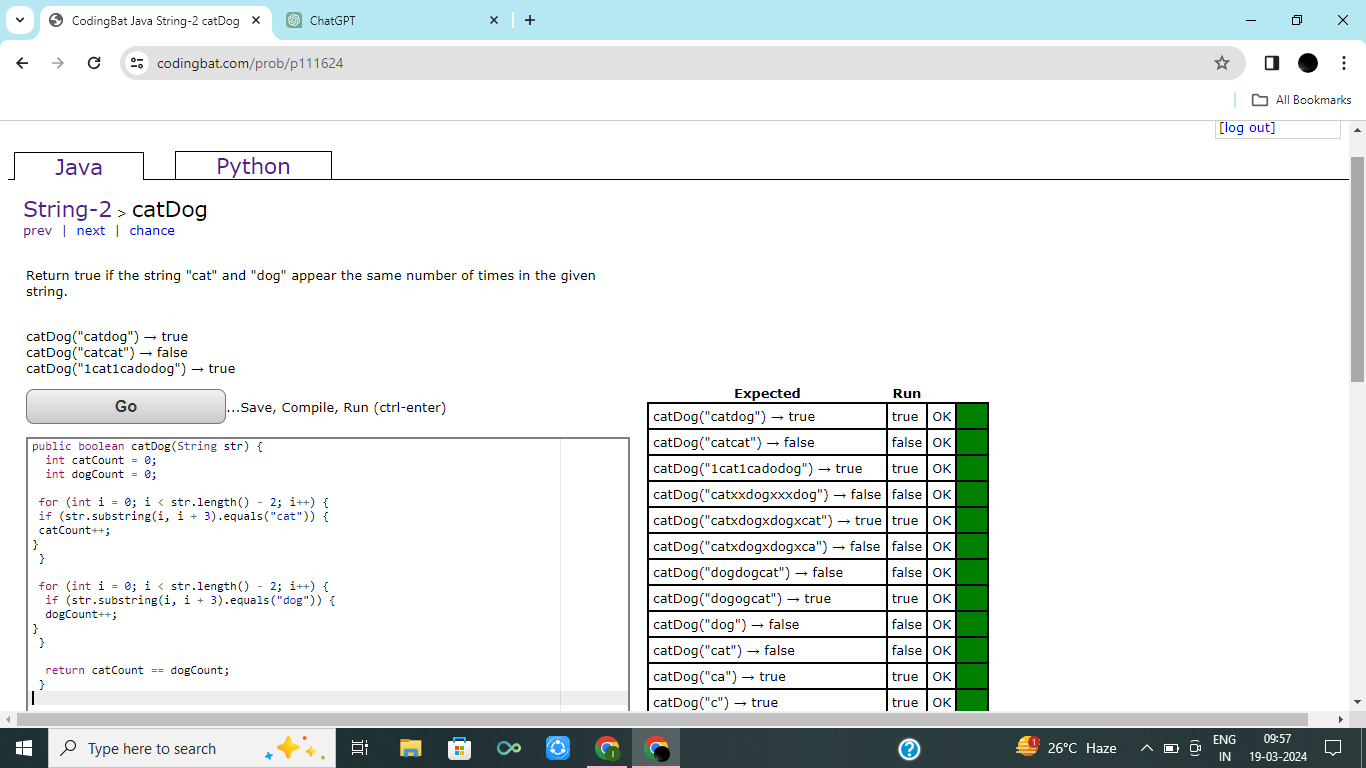 CodingBat Java String-2 catDog
ChatGPT
codingbat.com/prob/p111624
All Bookmarks
[log out]
Java
Python
String-2 > catDog
prev | next | chance
Return true if the string "cat" and "dog" appear the same number of times in the given
string.
catDog("catdog") → true
catDog("catcat") → false
catDog("1cat1cadodog") → true
Go
...Save, Compile, Run (ctrl-enter)
public boolean catDog(String str) {
int catCount = 0;
int dogCount = 0;
for (int i = 0; i < str.length() - 2; i++) {
if (str.substring(i, i + 3).equals("cat")) {
catCount++;
}
}
for (int i = 0; i < str.length() - 2; i++) {
if (str.substring(i, i + 3).equals("dog")) {
dogCount++;
}
}
return catCount == dogCount;
}
Expected Run
catDog("catdog") → true true OK
catDog("catcat") → false false OK
catDog("1cat1cadodog") → true true OK
catDog("catxxdogxxxdog") → false false OK
catDog("catxdogxdogxcat") → true true OK
catDog("catxdogxdogxca") → false false OK
catDog("dogdogcat") → false false OK
catDog("dogogcat") → true true OK
catDog("dog") → false false OK
catDog("cat") → false false OK
catDog("ca") → true true OK
catDog("c") → true true OK
Type here to search
1
26°C Haze
ENG
IN
09:57
19-03-2024